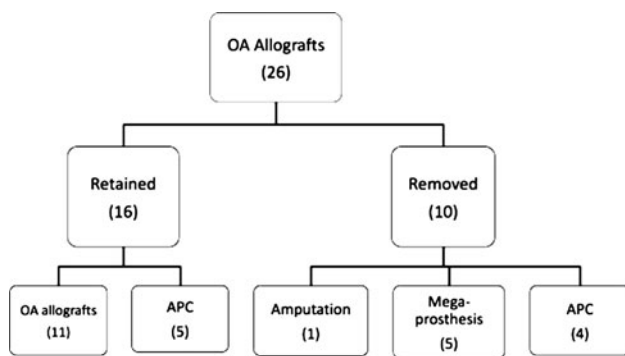 OA Allografts
(26)
Retained
(16)
Removed
(10)
OA allografts
(11)
APC
(5)
Amputation
(1)
Mega-
prosthesis
(5)
APC
(4)